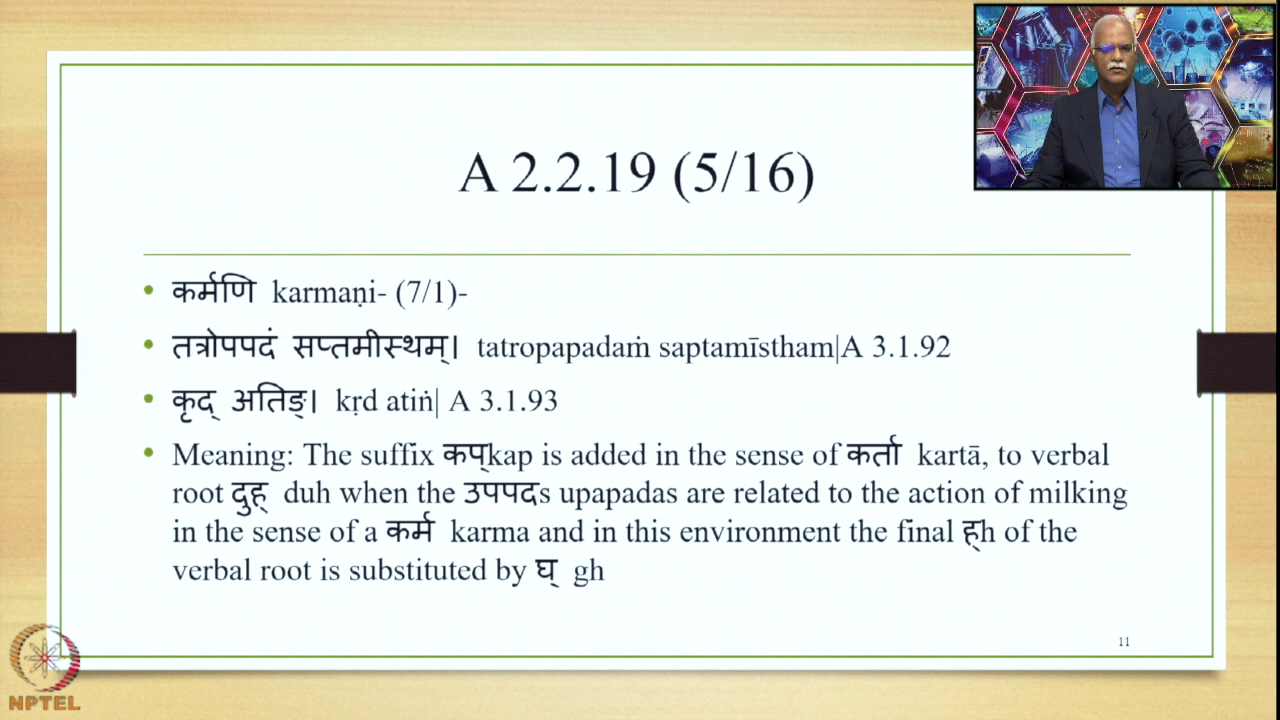 A 2.2.19 (5/16)
कर्मणि karmaṇi- (7/1)-
तत्रोपपदं सप्तमीस्थम्। tatropapadaṁ saptamīstham|A 3.1.92
कृद् अतिङ्। kṛd atiṅ| A 3.1.93
Meaning: The suffix कप्kap is added in the sense of कर्ता kartā, to verbal
root दुह् duh when the उपपदs upapadas are related to the action of milking
in the sense of a कर्म karma and in this environment the final ह्h of the
verbal root is substituted by घ् gh
11
NPTEL